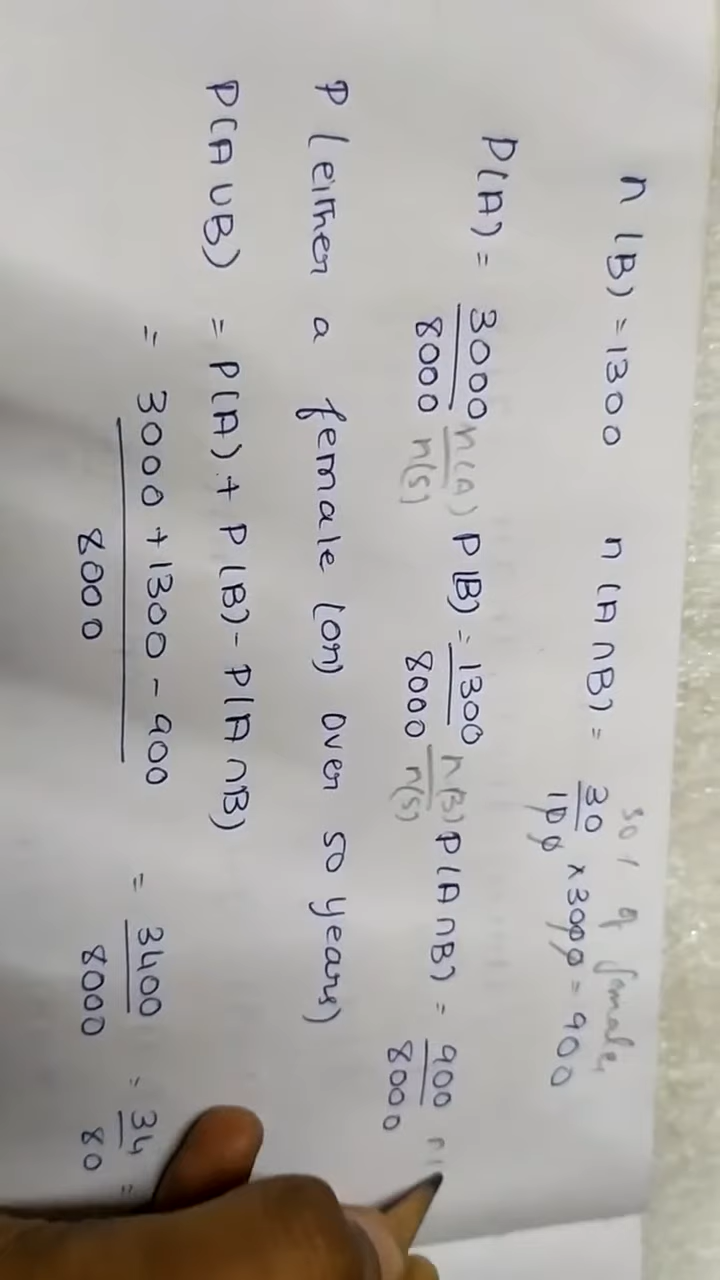 n(B) = 1300 n(A∩B) = 30/100 × 3000 = 900
30% of females
P(A) = 3000/8000 n(A)/n(S) P(B) = 1300/8000 n(B)/n(S) P(A∩B) = 900/8000 n(
P (either a female (or) over 50 years)
P(A∪B) = P(A) + P(B) - P(A∩B)
= 3000 + 1300 - 900/8000 = 3400/8000 = 34/80 =